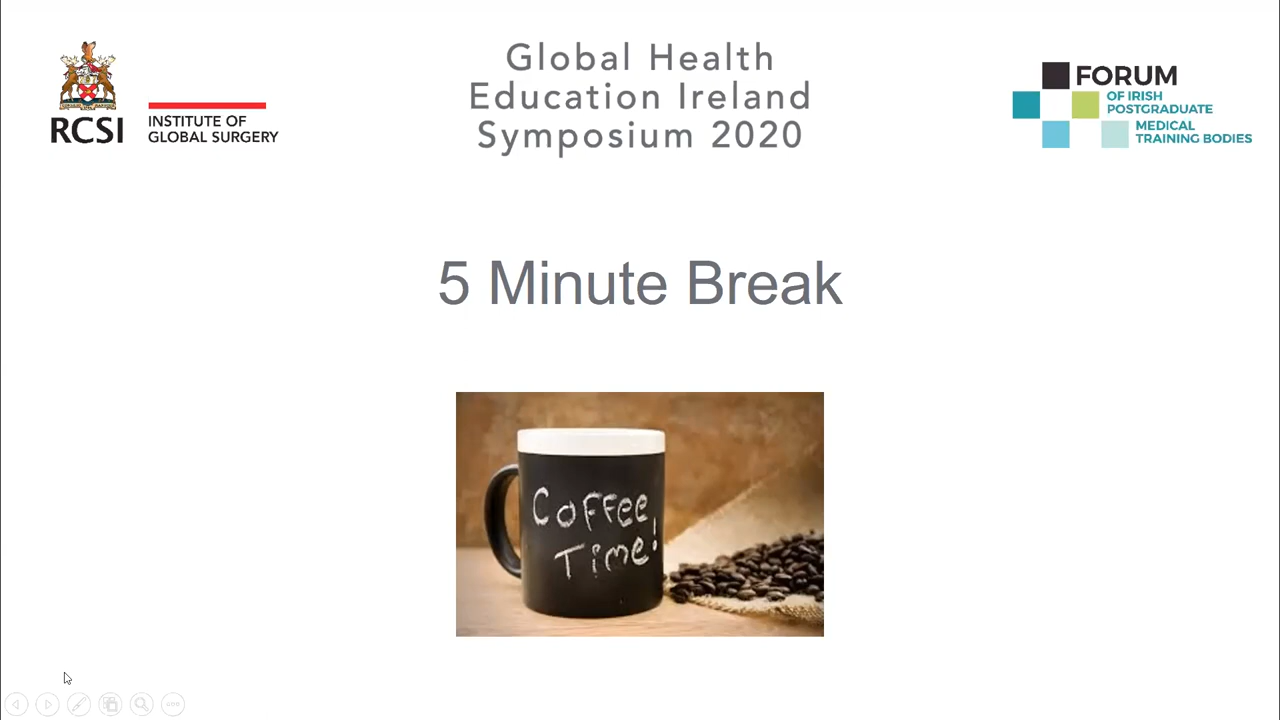 RCSI
INSTITUTE OF
GLOBAL SURGERY
Global Health
Education Ireland
Symposium 2020
FORUM
OF IRISH
POSTGRADUATE
MEDICAL
TRAINING BODIES
5 Minute Break
Coffee
Time!